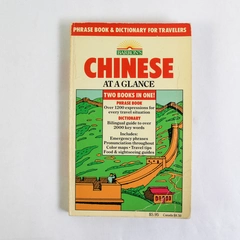 PHRASE BOOK & DICTIONARY FOR TRAVELERS
BARRON'S
CHINESE
AT A GLANCE
TWO BOOKS IN ONE!
PHRASE BOOK
Over 1200 expressions for
every travel situation
DICTIONARY
Bilingual guide to over
2000 key words
Includes:
Emergency phrases
Pronunciation throughout
Color maps • Travel tips
Food & sightseeing guides